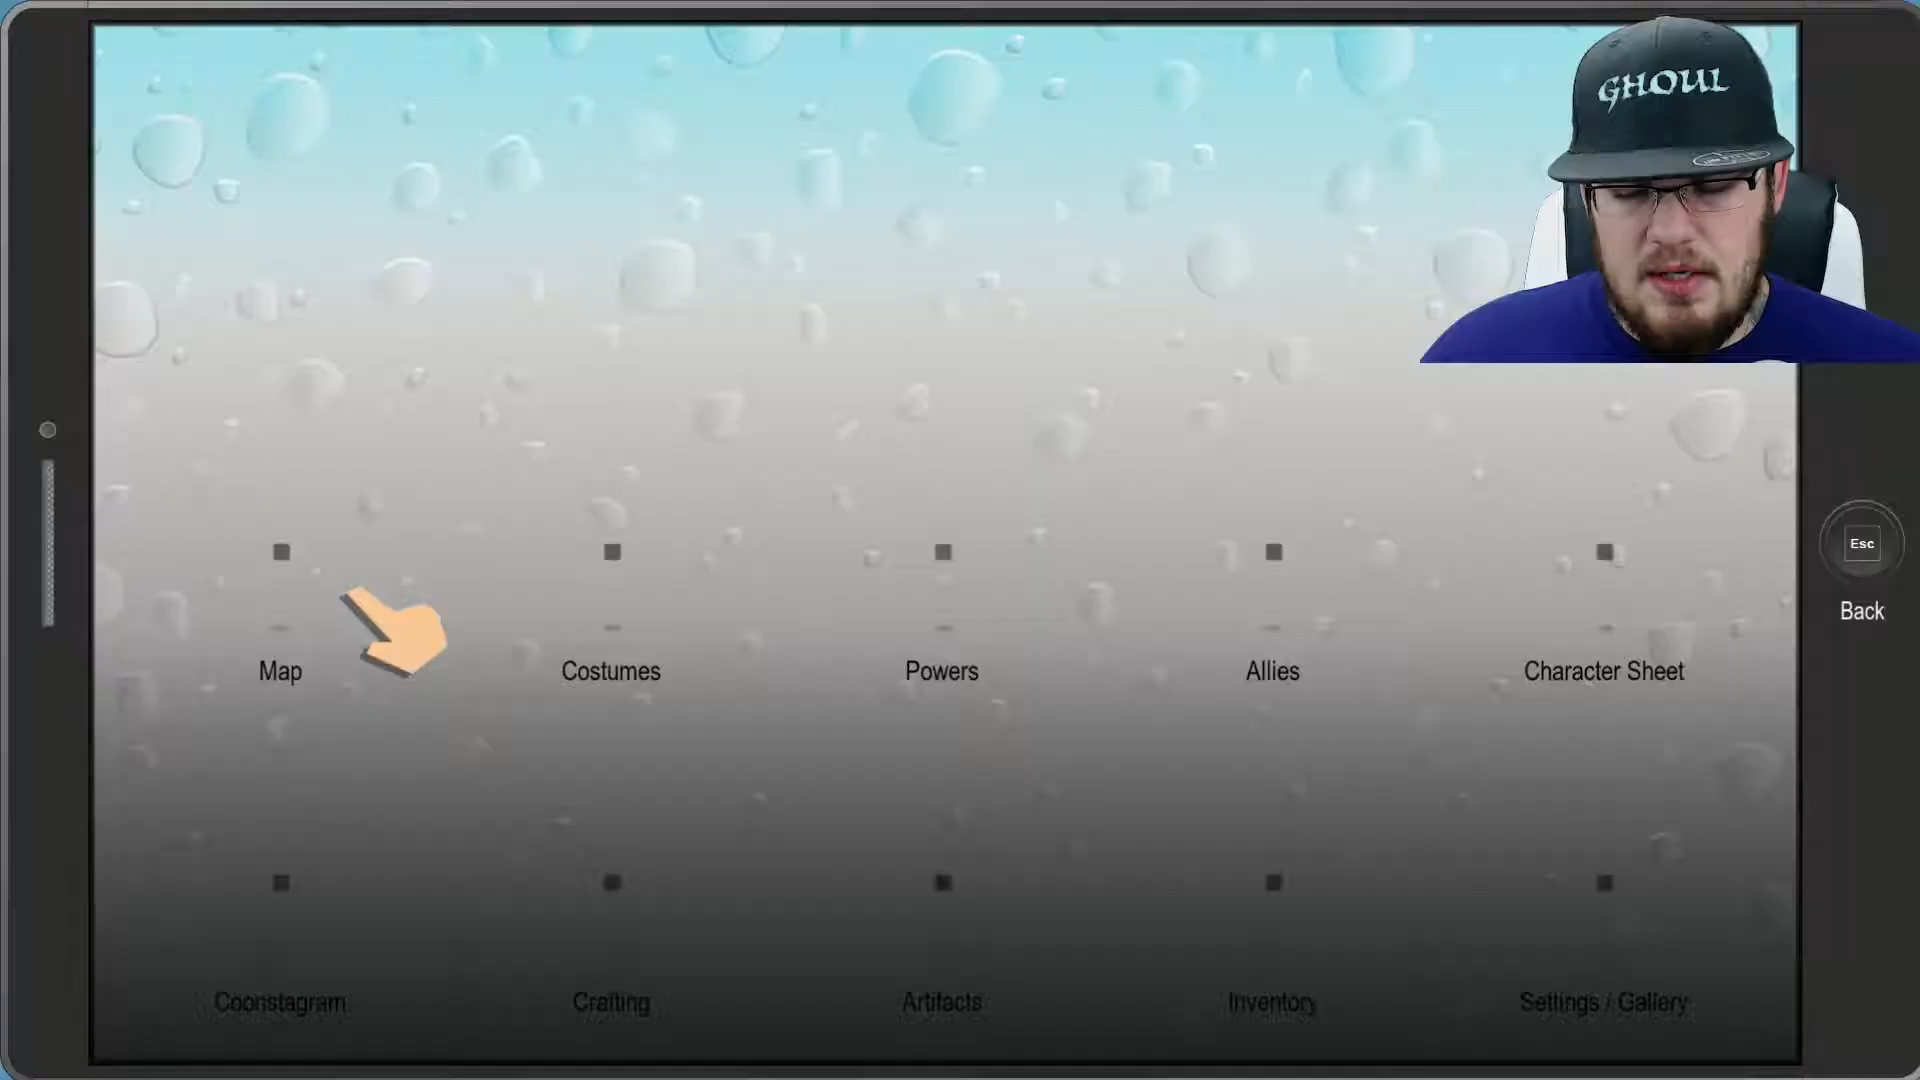 GHOUL
Esc
Back
Map
Costumes
Powers
Allies
Character Sheet
Coonstagram
Crafting
Artifacts
Inventory
Settings / Gallery